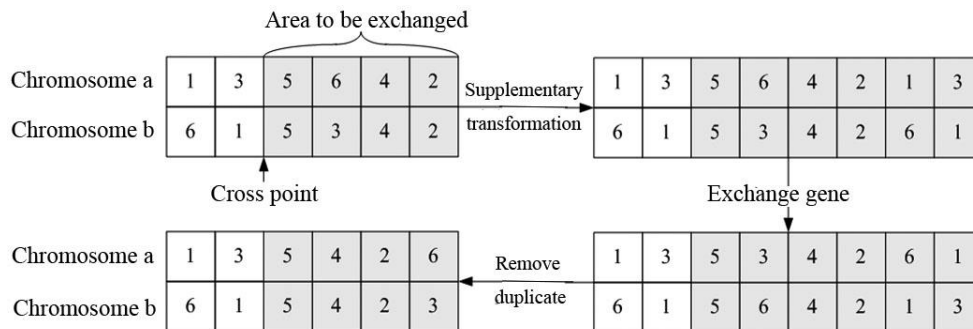 Area to be exchanged
Chromosome a 1 3 5 6 4 2
Chromosome b 6 1 5 3 4 2
Cross point
Supplementary
transformation
1 3 5 6 4 2 1 3
6 1 5 3 4 2 6 1
Exchange gene
Chromosome a 1 3 5 4 2 6
Chromosome b 6 1 5 4 2 3
Remove
duplicate
1 3 5 3 4 2 6 1
6 1 5 6 4 2 1 3